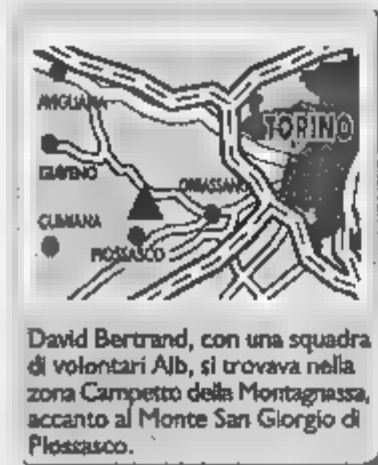 AVIGLIANA
TORINO
GIAVENO
ORBASSANO
CUMIANA
PIOSSASCO
David Bertrand, con una squadra
di volontari Aib, si trovava nella
zona Campetto della Montagnassa,
accanto al Monte San Giorgio di
Piossasco.